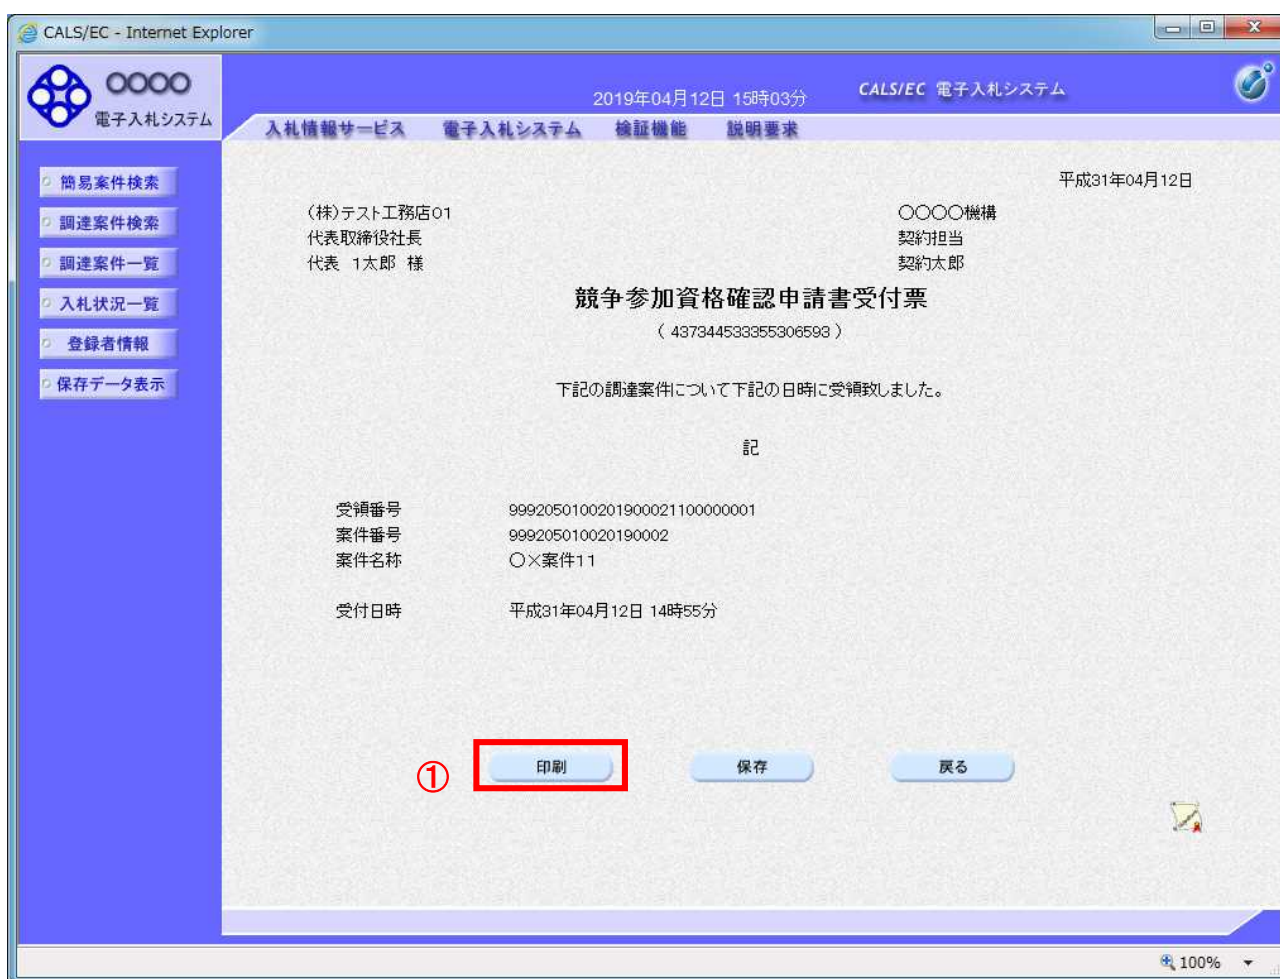 CALS/EC - Internet Explorer
〇〇〇〇
電子入札システム
2019年04月12日 15時03分
CALS/EC 電子入札システム
入札情報サービス 電子入札システム 検証機能 説明要求
簡易案件検索
調達案件検索
調達案件一覧
入札状況一覧
登録者情報
保存データ表示
平成31年04月12日
(株)テスト工務店01
代表取締役社長
代表 1太郎 様
〇〇〇〇機構
契約担当
契約太郎
競争参加資格確認申請書受付票
( 437344533355306593 )
下記の調達案件について下記の日時に受領致しました。
記
受領番号 9992050100201900021100000001
案件番号 999205010020190002
案件名称 〇×案件11
受付日時 平成31年04月12日 14時55分
① 印刷 保存 戻る
100%